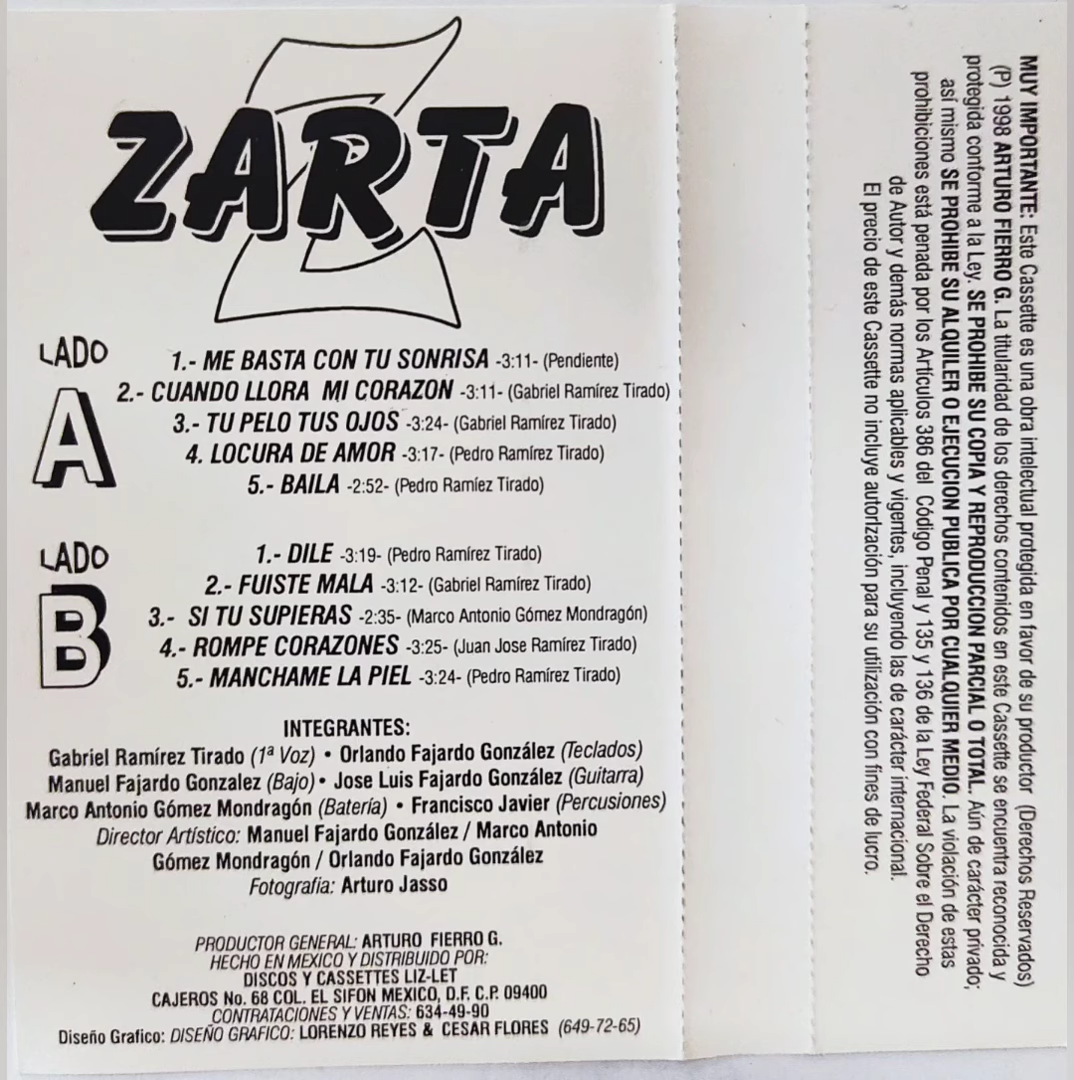 ZARTA
LADO
A
1.- ME BASTA CON TU SONRISA -3:11- (Pendiente)
2.- CUANDO LLORA MI CORAZON -3:11- (Gabriel Ramírez Tirado)
3.- TU PELO TUS OJOS -3:24- (Gabriel Ramírez Tirado)
4. LOCURA DE AMOR -3:17- (Pedro Ramírez Tirado)
5.- BAILA -2:52- (Pedro Ramíez Tirado)
LADO
B
1.- DILE -3:19- (Pedro Ramírez Tirado)
2.- FUISTE MALA -3:12- (Gabriel Ramírez Tirado)
3.- SI TU SUPIERAS -2:35- (Marco Antonio Gómez Mondragón)
4.- ROMPE CORAZONES -3:25- (Juan Jose Ramírez Tirado)
5.- MANCHAME LA PIEL -3:24- (Pedro Ramírez Tirado)
INTEGRANTES:
Gabriel Ramírez Tirado (1ª Voz) • Orlando Fajardo González (Teclados)
Manuel Fajardo Gonzalez (Bajo) • Jose Luis Fajardo González (Guitarra)
Marco Antonio Gómez Mondragón (Batería) • Francisco Javier (Percusiones)
Director Artístico: Manuel Fajardo González / Marco Antonio
Gómez Mondragón / Orlando Fajardo González
Fotografia: Arturo Jasso
PRODUCTOR GENERAL: ARTURO FIERRO G.
HECHO EN MEXICO Y DISTRIBUIDO POR:
DISCOS Y CASSETTES LIZ-LET
CAJEROS No. 68 COL. EL SIFON MEXICO, D.F. C.P. 09400
CONTRATACIONES Y VENTAS: 634-49-90
Diseño Grafico: DISEÑO GRAFICO: LORENZO REYES & CESAR FLORES (649-72-65)
MUY IMPORTANTE: Este Cassette es una obra intelectual protegida en favor de su productor (Derechos Reservados)
(P) 1998 ARTURO FIERRO G. La titularidad de los derechos contenidos en este Cassette se encuentra reconocida y
protegida conforme a la Ley. SE PROHIBE SU COPIA Y REPRODUCCION PARCIAL O TOTAL. Aún de carácter privado;
así mismo SE PROHIBE SU ALQUILER O EJECUCION PUBLICA POR CUALQUIER MEDIO. La violación de estas
prohibiciones está penada por los Artículos 386 del Código Penal y 135 y 136 de la Ley Federal Sobre el Derecho
de Autor y demás normas aplicables y vigentes, incluyendo las de carácter internacional.
El precio de este Cassette no incluye autorIzación para su utilización con fines de lucro.